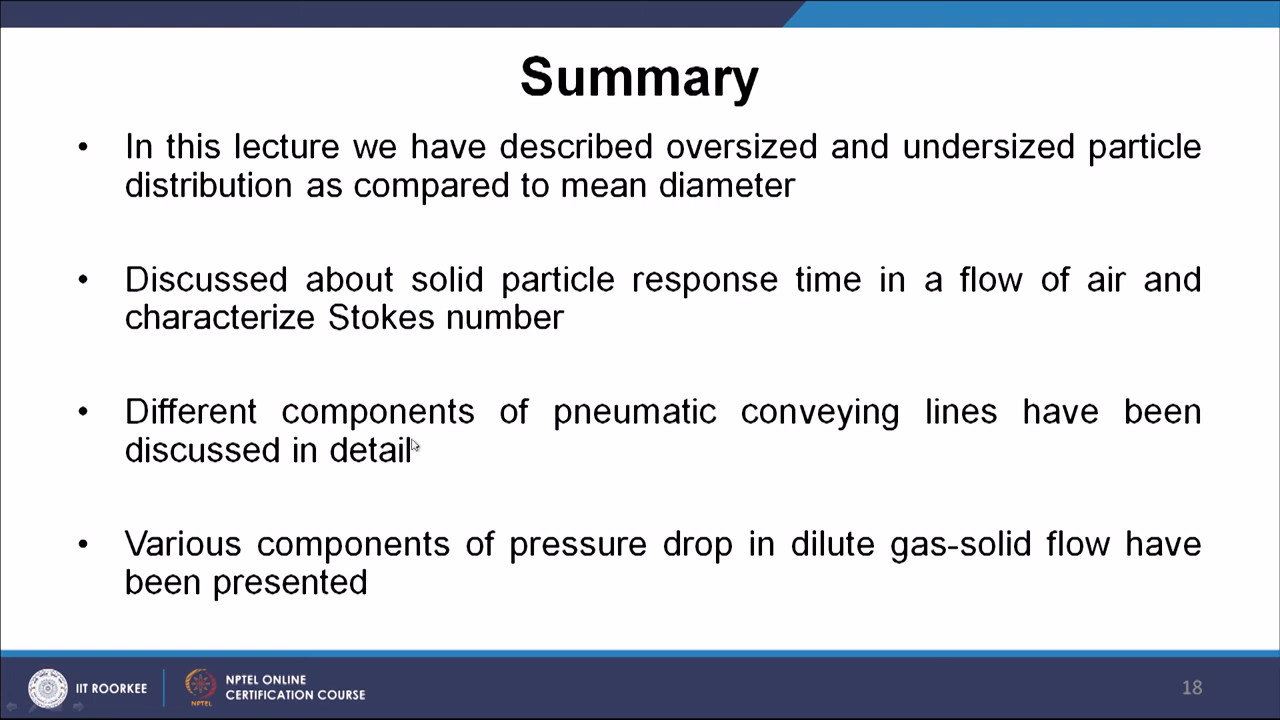 Summary
• In this lecture we have described oversized and undersized particle
distribution as compared to mean diameter
• Discussed about solid particle response time in a flow of air and
characterize Stokes number
• Different components of pneumatic conveying lines have been
discussed in detail
• Various components of pressure drop in dilute gas-solid flow have
been presented
IIT ROORKEE
NPTEL
NPTEL ONLINE
CERTIFICATION COURSE
18